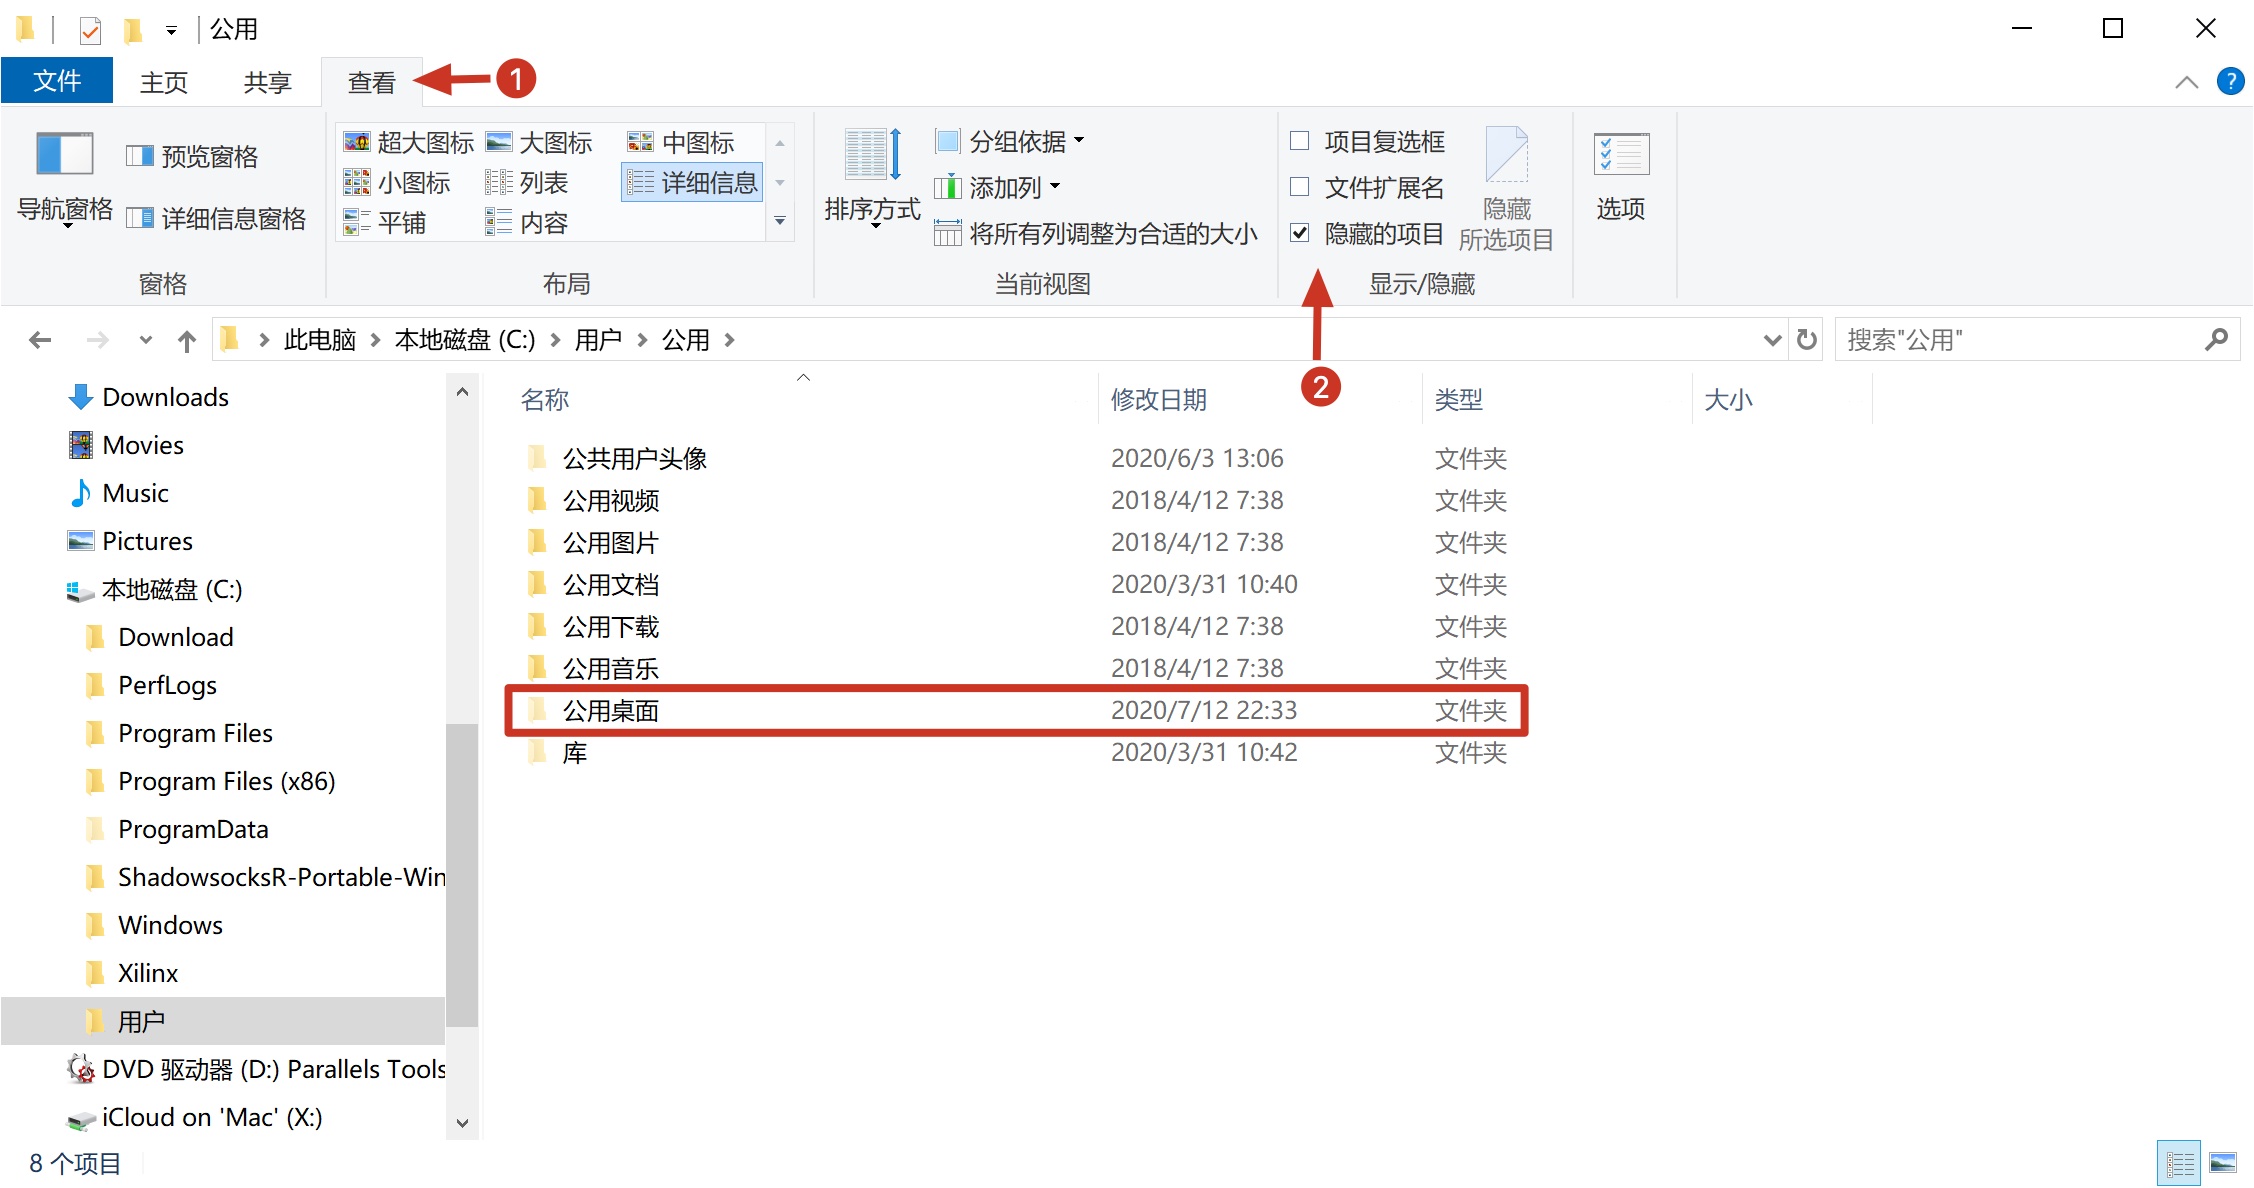 公用
文件 主页 共享 查看 1
预览窗格
导航窗格
详细信息窗格
窗格
超大图标 大图标 中图标
小图标 列表 详细信息
平铺 内容
布局
排序方式
分组依据
添加列
将所有列调整为合适的大小
当前视图
项目复选框
文件扩展名
隐藏的项目
隐藏
所选项目
显示/隐藏
选项
?
此电脑 本地磁盘 (C:) 用户 公用
搜索"公用"
2
Downloads
Movies
Music
Pictures
本地磁盘 (C:)
Download
PerfLogs
Program Files
Program Files (x86)
ProgramData
ShadowsocksR-Portable-Win
Windows
Xilinx
用户
DVD 驱动器 (D:) Parallels Tools
iCloud on 'Mac' (X:)
名称 修改日期 类型 大小
公共用户头像 2020/6/3 13:06 文件夹
公用视频 2018/4/12 7:38 文件夹
公用图片 2018/4/12 7:38 文件夹
公用文档 2020/3/31 10:40 文件夹
公用下载 2018/4/12 7:38 文件夹
公用音乐 2018/4/12 7:38 文件夹
公用桌面 2020/7/12 22:33 文件夹
库 2020/3/31 10:42 文件夹
8 个项目